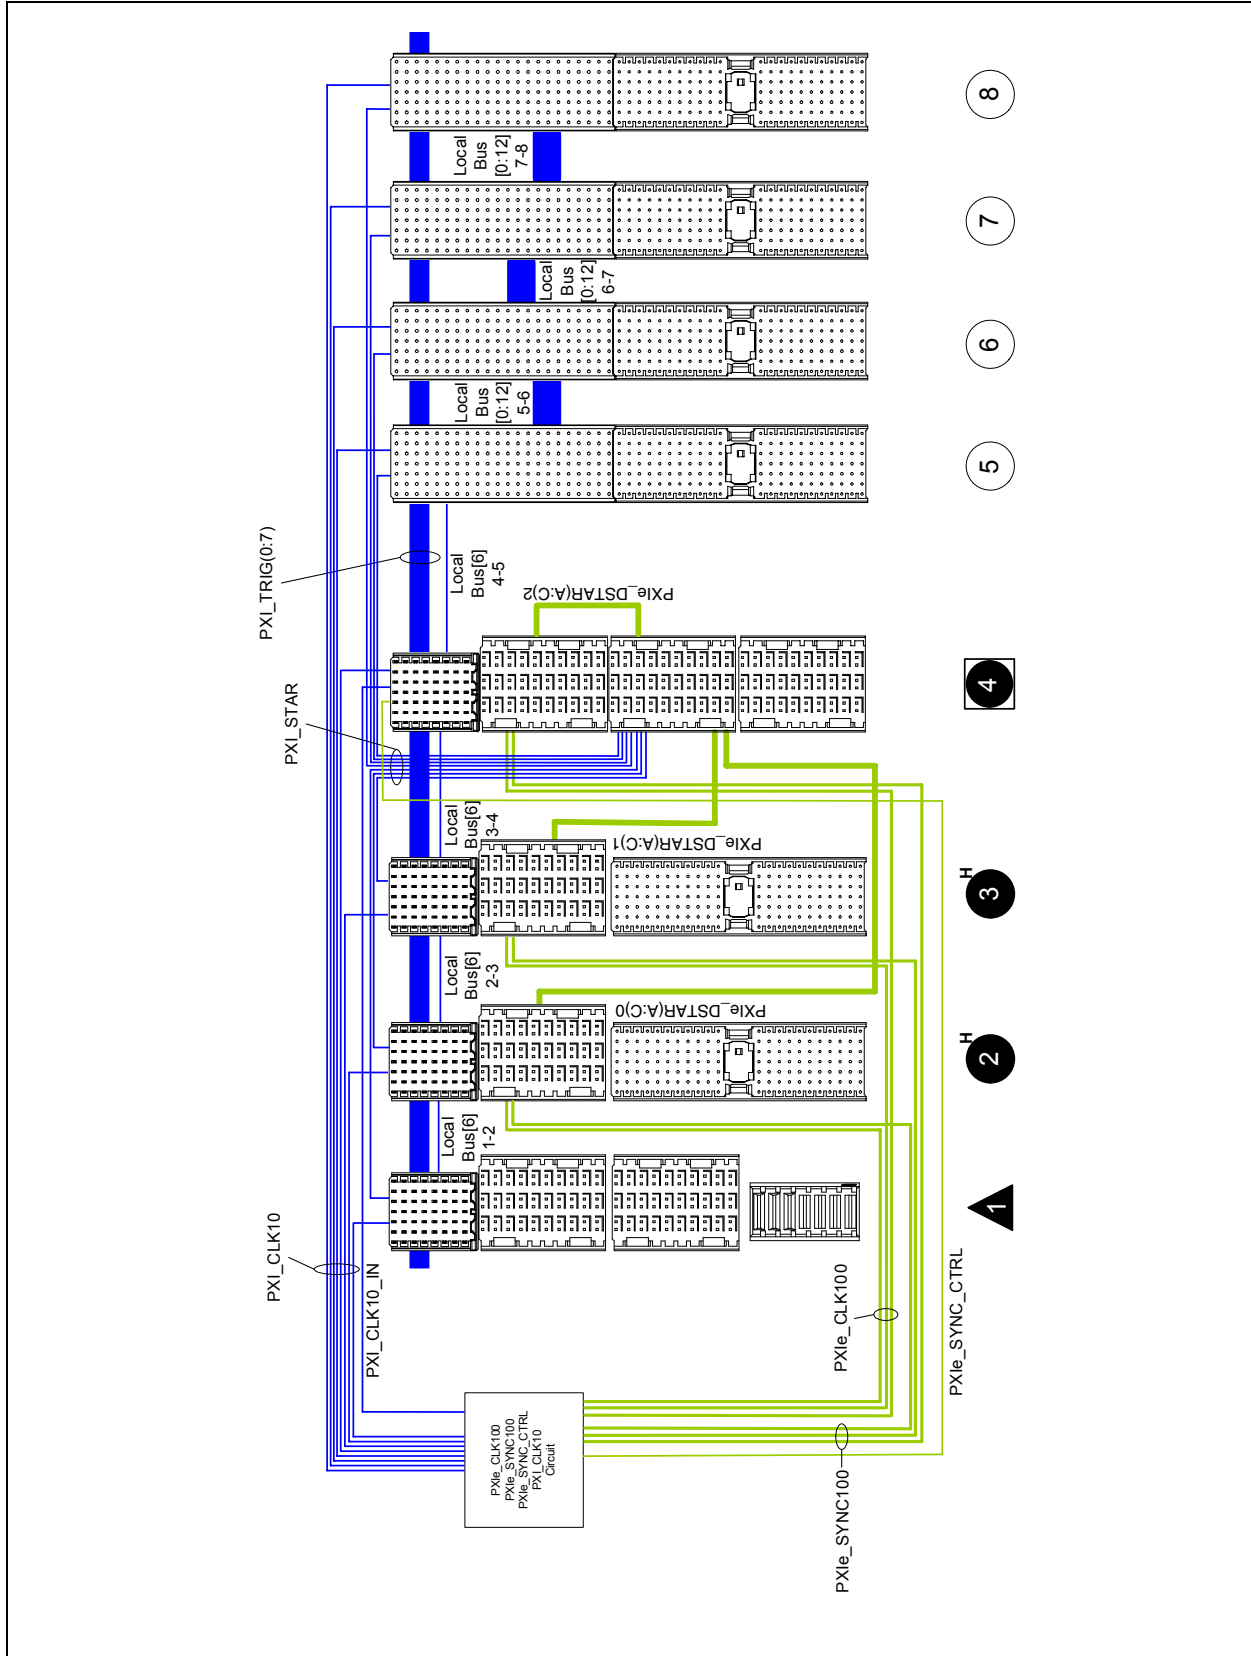 PXI_CLK10
PXI_CLK10_IN
PXI_STAR
PXI_TRIG(0:7)
Local
Bus[6]
1-2
Local
Bus[6]
2-3
Local
Bus[6]
3-4
Local
Bus[6]
4-5
Local
Bus
[0:12]
5-6
Local
Bus
[0:12]
6-7
Local
Bus
[0:12]
7-8
PXIe_CLK100
PXIe_SYNC100
PXIe_SYNC_CTRL
PXI_CLK10
Circuit
PXIe_DSTAR(A:C)0
PXIe_DSTAR(A:C)1
PXIe_DSTAR(A:C)2
PXIe_SYNC100
PXIe_CLK100
PXIe_SYNC_CTRL
1
H
2
H
3
4
5
6
7
8